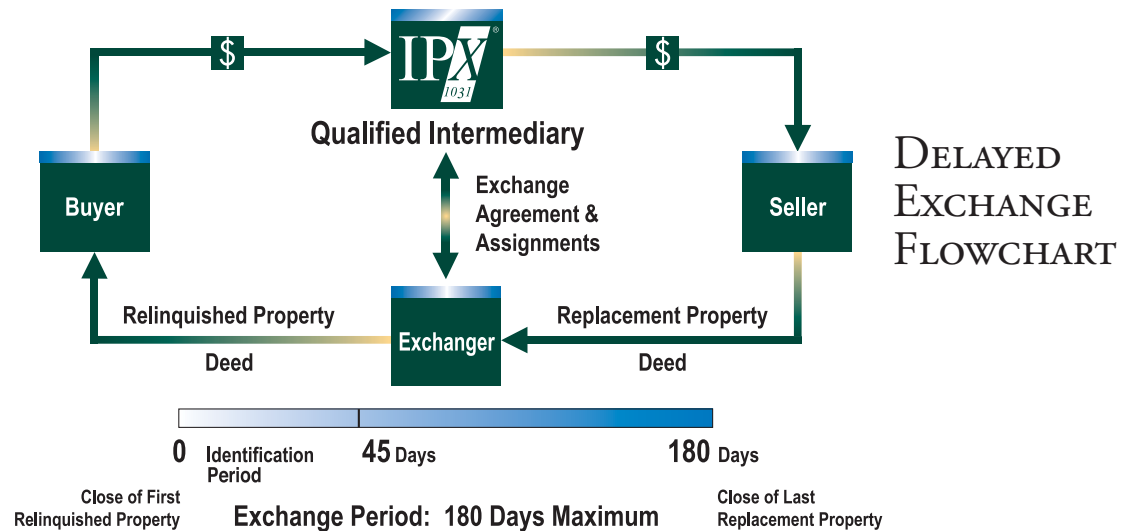 $
IPX®
1031
$
Qualified Intermediary
DELAYED
EXCHANGE
FLOWCHART
Buyer
Exchange
Agreement &
Assignments
Seller
Relinquished Property
Deed
Exchanger
Replacement Property
Deed
0 Identification Period
45 Days
180 Days
Close of First
Relinquished Property
Exchange Period: 180 Days Maximum
Close of Last
Replacement Property